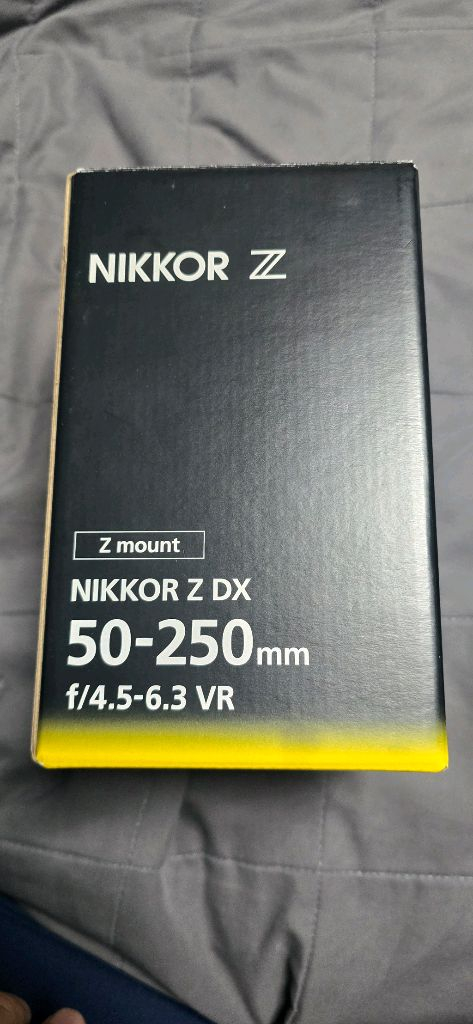 NIKKOR Z
Z mount
NIKKOR Z DX
50-250mm
f/4.5-6.3 VR